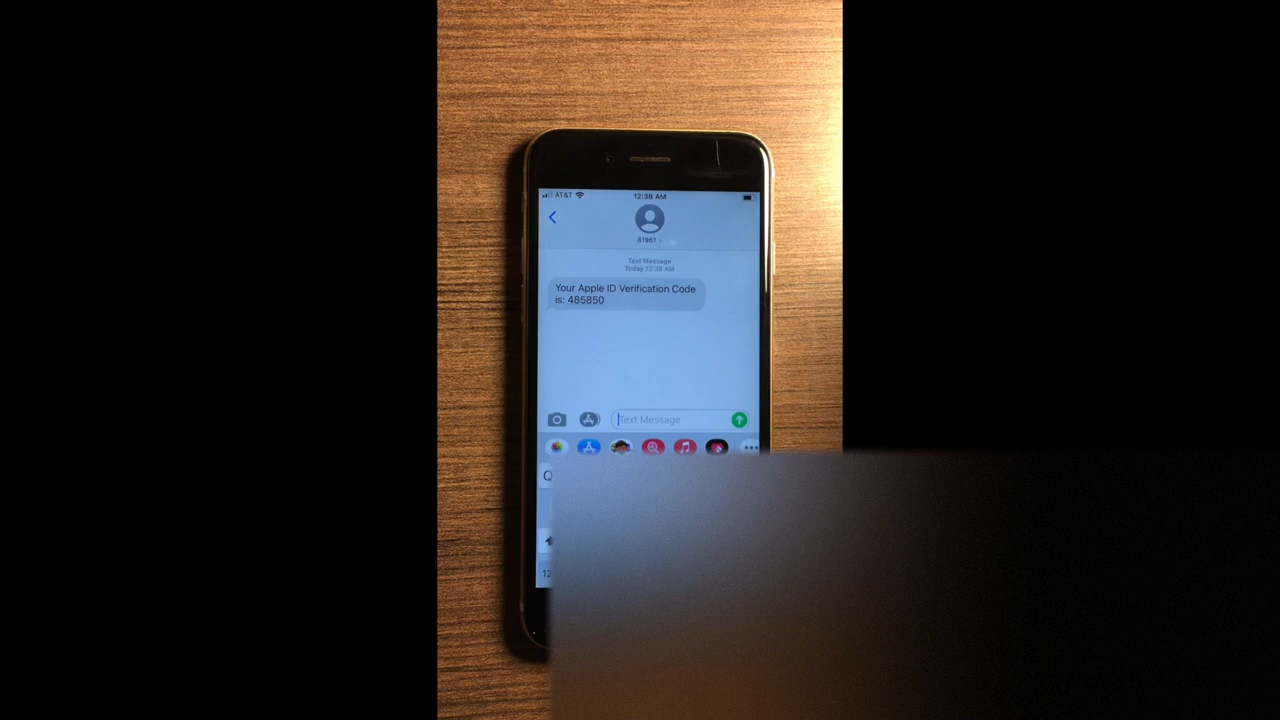 AT&T
12:38 AM
81961 >
Text Message
Today 12:38 AM
Your Apple ID Verification Code
is: 485850
Text Message
Q
12